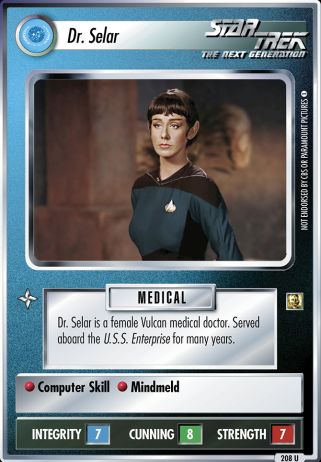 Dr. Selar
STAR TREK
THE NEXT GENERATION
NOT ENDORSED BY CBS OR PARAMOUNT PICTURES
MEDICAL
Dr. Selar is a female Vulcan medical doctor. Served
aboard the U.S.S. Enterprise for many years.
Computer Skill Mindmeld
INTEGRITY 7 CUNNING 8 STRENGTH 7
208 U